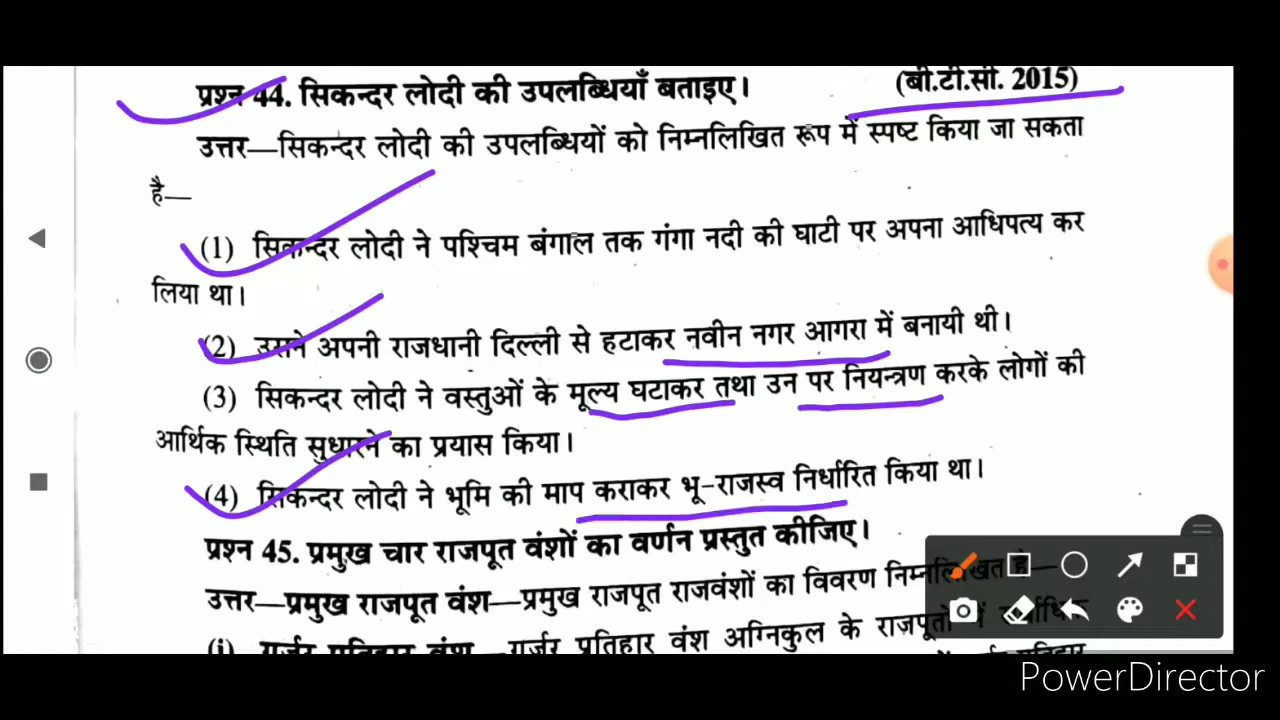 प्रश्न 44. सिकन्दर लोदी की उपलब्धियाँ बताइए। (बी.टी.सी. 2015)
उत्तर—सिकन्दर लोदी की उपलब्धियों को निम्नलिखित रूप में स्पष्ट किया जा सकता
है—
(1) सिकन्दर लोदी ने पश्चिम बंगाल तक गंगा नदी की घाटी पर अपना आधिपत्य कर
लिया था।
(2) उसने अपनी राजधानी दिल्ली से हटाकर नवीन नगर आगरा में बनायी थी।
(3) सिकन्दर लोदी ने वस्तुओं के मूल्य घटाकर तथा उन पर नियन्त्रण करके लोगों की
आर्थिक स्थिति सुधारने का प्रयास किया।
(4) सिकन्दर लोदी ने भूमि की माप कराकर भू-राजस्व निर्धारित किया था।
प्रश्न 45. प्रमुख चार राजपूत वंशों का वर्णन प्रस्तुत कीजिए।
उत्तर—प्रमुख राजपूत वंश—प्रमुख राजपूत राजवंशों का विवरण निम्नलिखित है—
(i) गुर्जर प्रतिहार वंश—गुर्जर प्रतिहार वंश अग्निकुल के राजपूतों में
PowerDirector